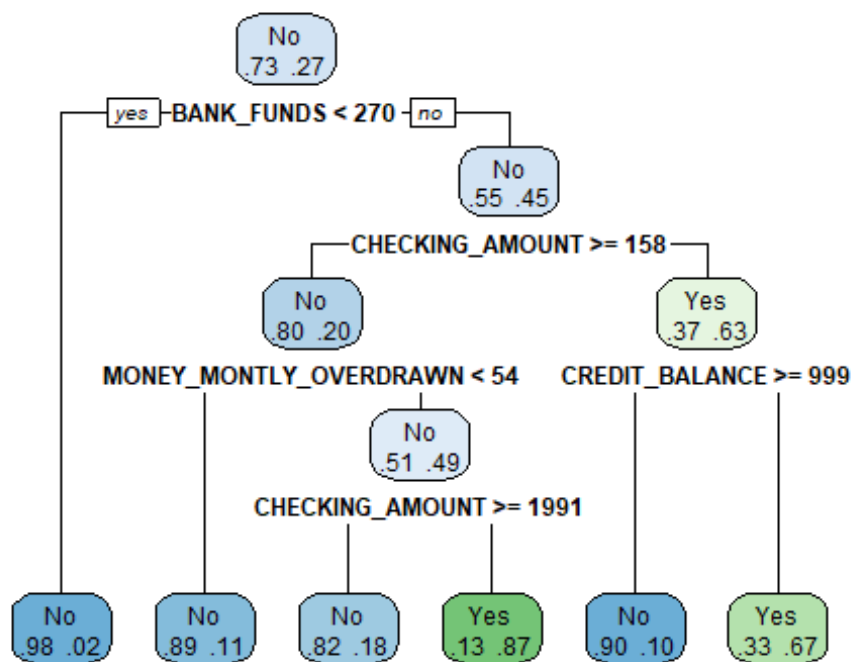 No
.73 .27
yes BANK_FUNDS < 270 no
No
.55 .45
CHECKING_AMOUNT >= 158
No
.80 .20
Yes
.37 .63
MONEY_MONTLY_OVERDRAWN < 54
CREDIT_BALANCE >= 999
No
.51 .49
CHECKING_AMOUNT >= 1991
No
.98 .02
No
.89 .11
No
.82 .18
Yes
.13 .87
No
.90 .10
Yes
.33 .67